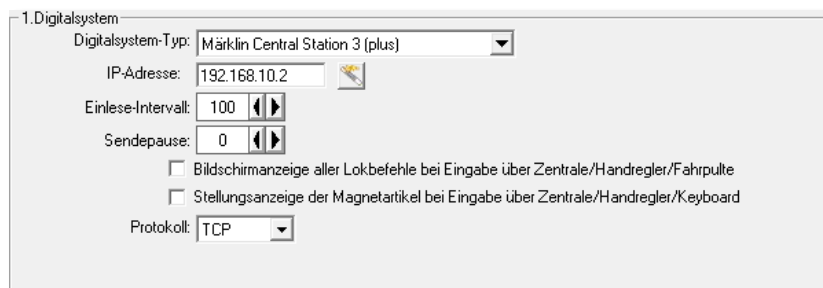 1.Digitalsystem
Digitalsystem-Typ: Märklin Central Station 3 (plus)
IP-Adresse: 192.168.10.2
Einlese-Intervall: 100
Sendepause: 0
Bildschirmanzeige aller Lokbefehle bei Eingabe über Zentrale/Handregler/Fahrpulte
Stellungsanzeige der Magnetartikel bei Eingabe über Zentrale/Handregler/Keyboard
Protokoll: TCP